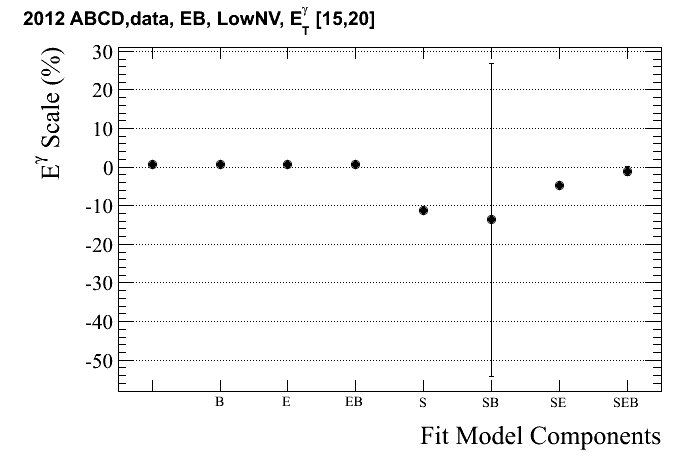 2012 ABCD,data, EB, LowNV, E_T^γ [15,20]
E^γ Scale (%)
30
20
10
0
-10
-20
-30
-40
-50
B E EB S SB SE SEB
Fit Model Components